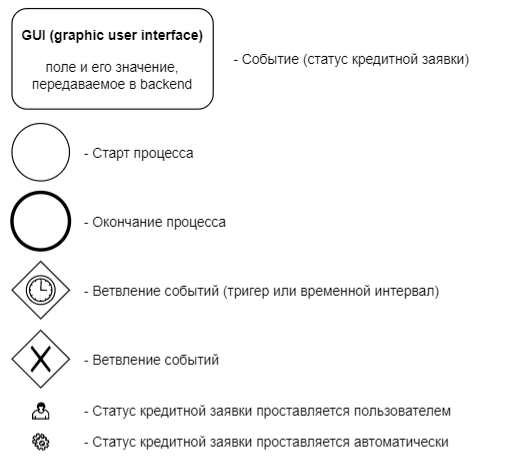 GUI (graphic user interface)
поле и его значение,
передаваемое в backend
- Событие (статус кредитной заявки)
- Старт процесса
- Окончание процесса
- Ветвление событий (тригер или временной интервал)
- Ветвление событий
- Статус кредитной заявки проставляется пользователем
- Статус кредитной заявки проставляется автоматически